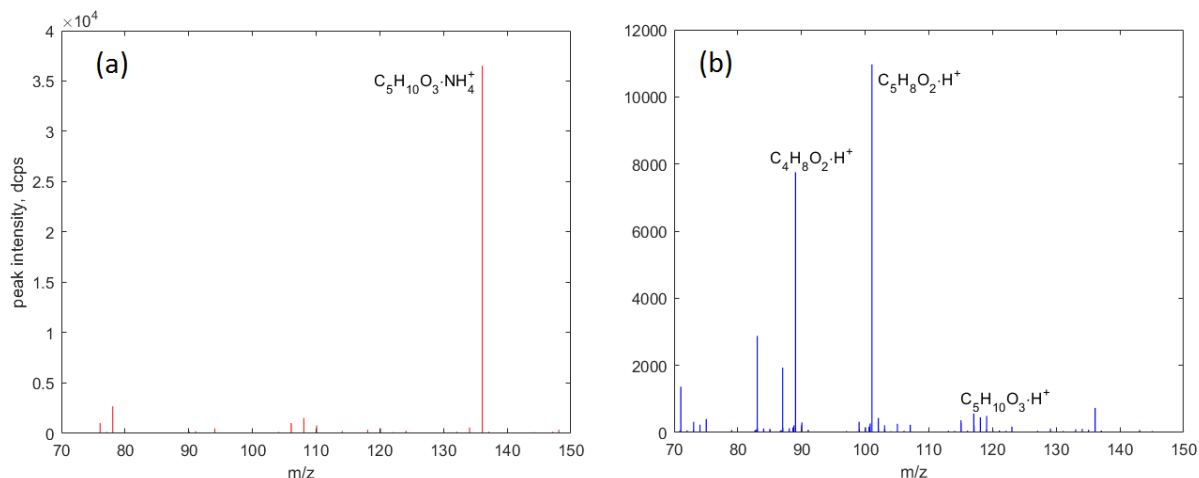 (a)
×10⁴
C₅H₁₀O₃·NH₄⁺
peak intensity, dcps
4
3.5
3
2.5
2
1.5
1
0.5
0
70 80 90 100 110 120 130 140 150
m/z
(b)
C₅H₈O₂·H⁺
C₄H₈O₂·H⁺
C₅H₁₀O₃·H⁺
12000
10000
8000
6000
4000
2000
0
70 80 90 100 110 120 130 140 150
m/z